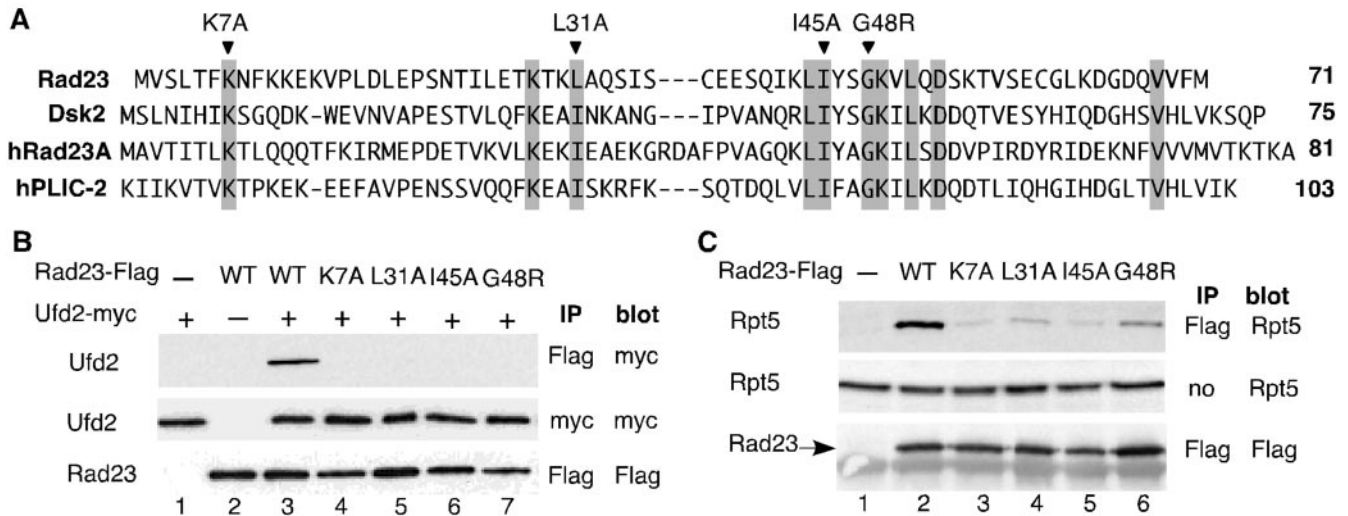 A
K7A L31A I45A G48R
Rad23 MVSLTFKNFKKEKVPLDLEPSNTILETKTKLAQSIS---CEESQIKLIYSGKVLQDSKTVSECGLKDGDQVVFM 71
Dsk2 MSLNIHIKSGQDK-WEVNVAPESTVLQFKEAINKANG---IPVANQRLIYSGKILKDDQTVESYHIQDGHSVHLVKSQP 75
hRad23A MAVTITLKTLQQQTFKIRMEPDETVKVLKEKIEAEKGRDAFPVAGQKLIYAGKILSDDVPIRDYRIDEKNFVVVMVTKTKA 81
hPLIC-2 KIIKVTVKTPKEK-EEFAVPENSSVQQFKEAISKRFK---SQTDQLVLIFAGKILKDQDTLIQHGIHDGLTVHLVIK 103
B
Rad23-Flag — WT WT K7A L31A I45A G48R
Ufd2-myc + — + + + + + IP blot
Ufd2 Flag myc
Ufd2 myc myc
Rad23 Flag Flag
1 2 3 4 5 6 7
C
Rad23-Flag — WT K7A L31A I45A G48R
IP blot
Rpt5 Flag Rpt5
Rpt5 no Rpt5
Rad23 Flag Flag
1 2 3 4 5 6